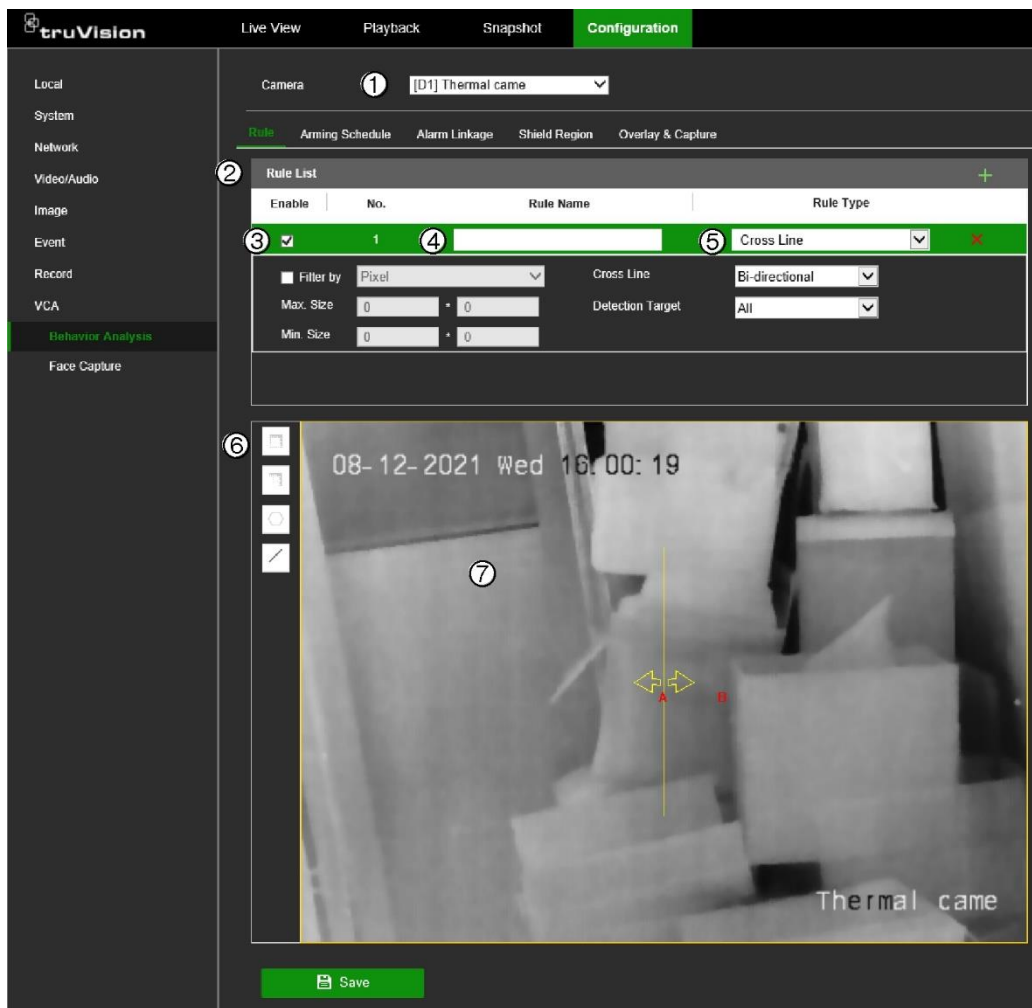 truVision
Live View Playback Snapshot Configuration
Local
System
Network
Video/Audio
Image
Event
Record
VCA
Behavior Analysis
Face Capture
Camera ① [D1] Thermal came
Rule Arming Schedule Alarm Linkage Shield Region Overlay & Capture
② Rule List +
Enable No. Rule Name Rule Type
③ 1 ④ ⑤ Cross Line
Filter by Pixel Cross Line Bi-directional
Max. Size 0 * 0 Detection Target All
Min. Size 0 * 0
⑥
08-12-2021 Wed 16:00:19
⑦
A B
Thermal came
Save